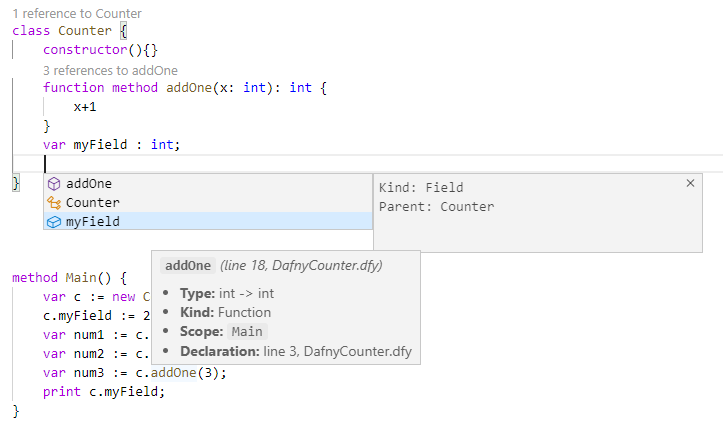 1 reference to Counter
class Counter {
constructor(){}
3 references to addOne
function method addOne(x: int): int {
x+1
}
var myField : int;
}
addOne
Counter
myField
Kind: Field
Parent: Counter
addOne (line 18, DafnyCounter.dfy)
• Type: int -> int
• Kind: Function
• Scope: Main
• Declaration: line 3, DafnyCounter.dfy
method Main() {
var c := new C
c.myField := 2
var num1 := c.
var num2 := c.
var num3 := c.addOne(3);
print c.myField;
}